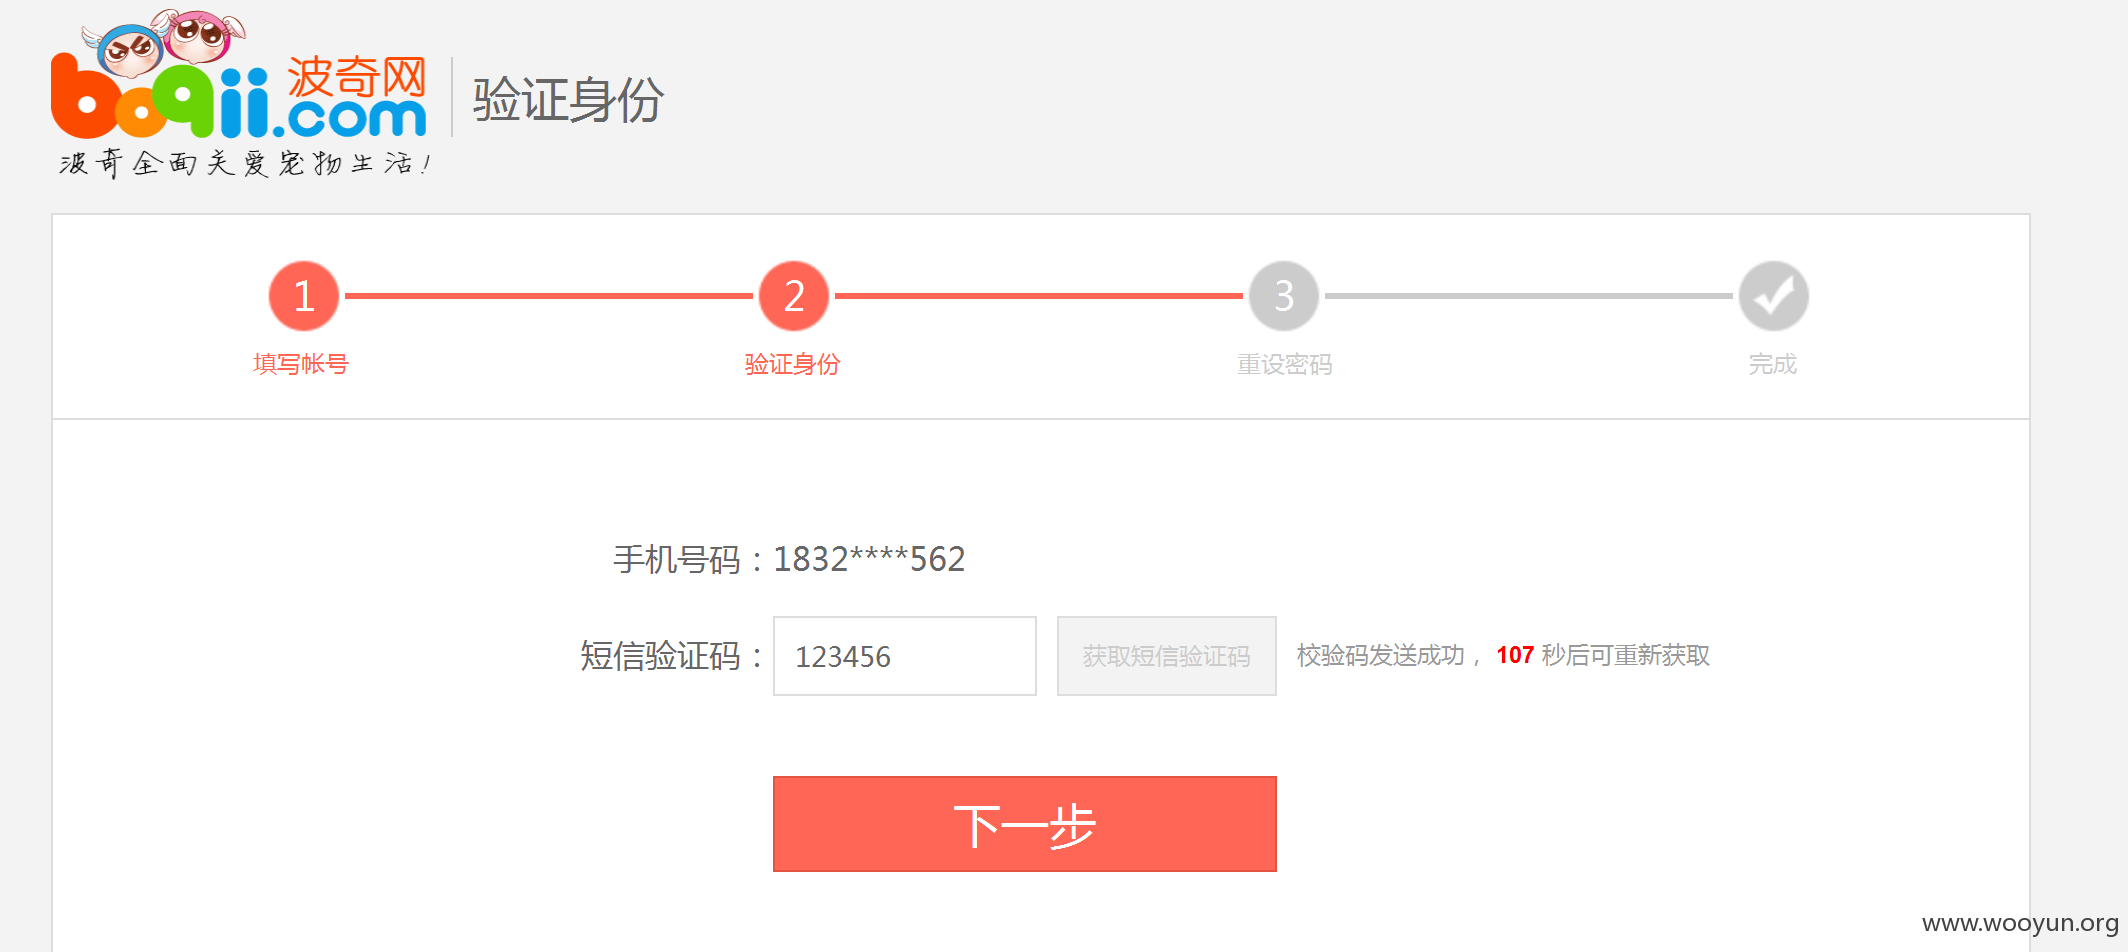 boqii.com 波奇网
波奇全面关爱宠物生活!
验证身份
1 2 3
填写帐号 验证身份 重设密码 完成
手机号码：1832****562
短信验证码：123456 获取短信验证码 校验码发送成功，107 秒后可重新获取
下一步
www.wooyun.org